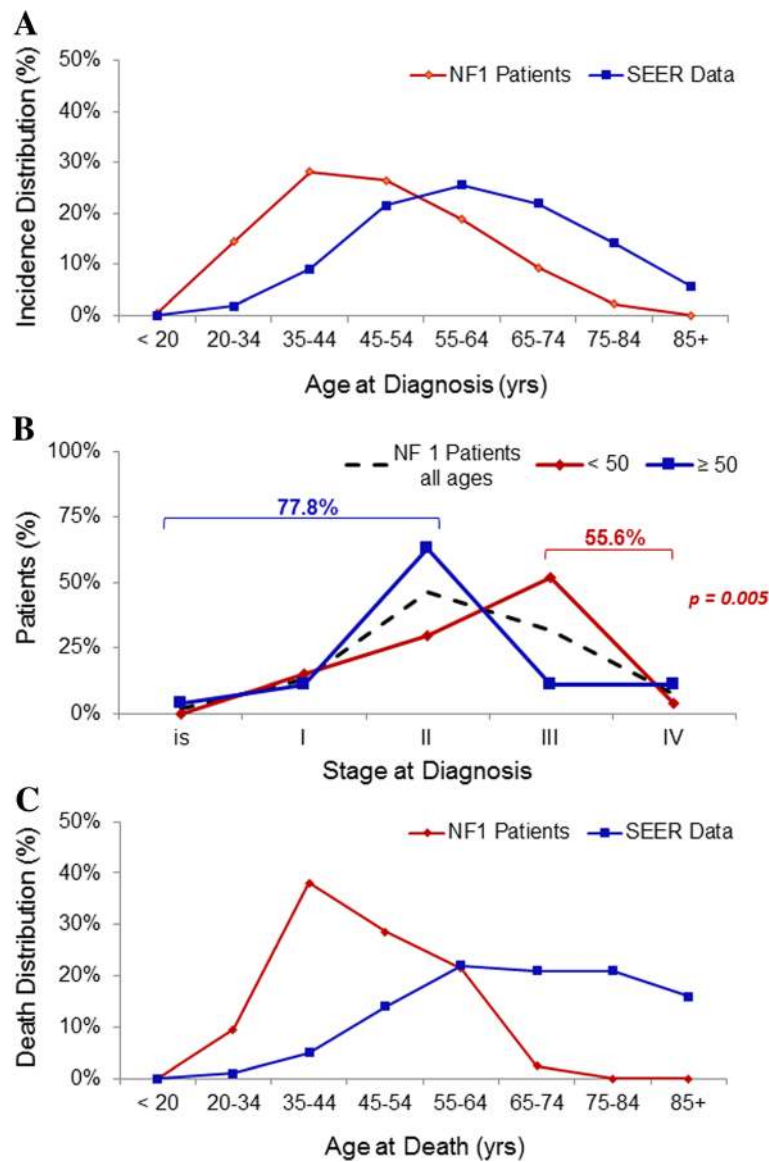 A
Incidence Distribution (%)
50%
40%
30%
20%
10%
0%
NF1 Patients SEER Data
< 20 20-34 35-44 45-54 55-64 65-74 75-84 85+
Age at Diagnosis (yrs)
B
Patients (%)
100%
75%
50%
25%
0%
NF 1 Patients
all ages
< 50 ≥ 50
77.8%
55.6%
p = 0.005
is I II III IV
Stage at Diagnosis
C
Death Distribution (%)
50%
40%
30%
20%
10%
0%
NF1 Patients SEER Data
< 20 20-34 35-44 45-54 55-64 65-74 75-84 85+
Age at Death (yrs)